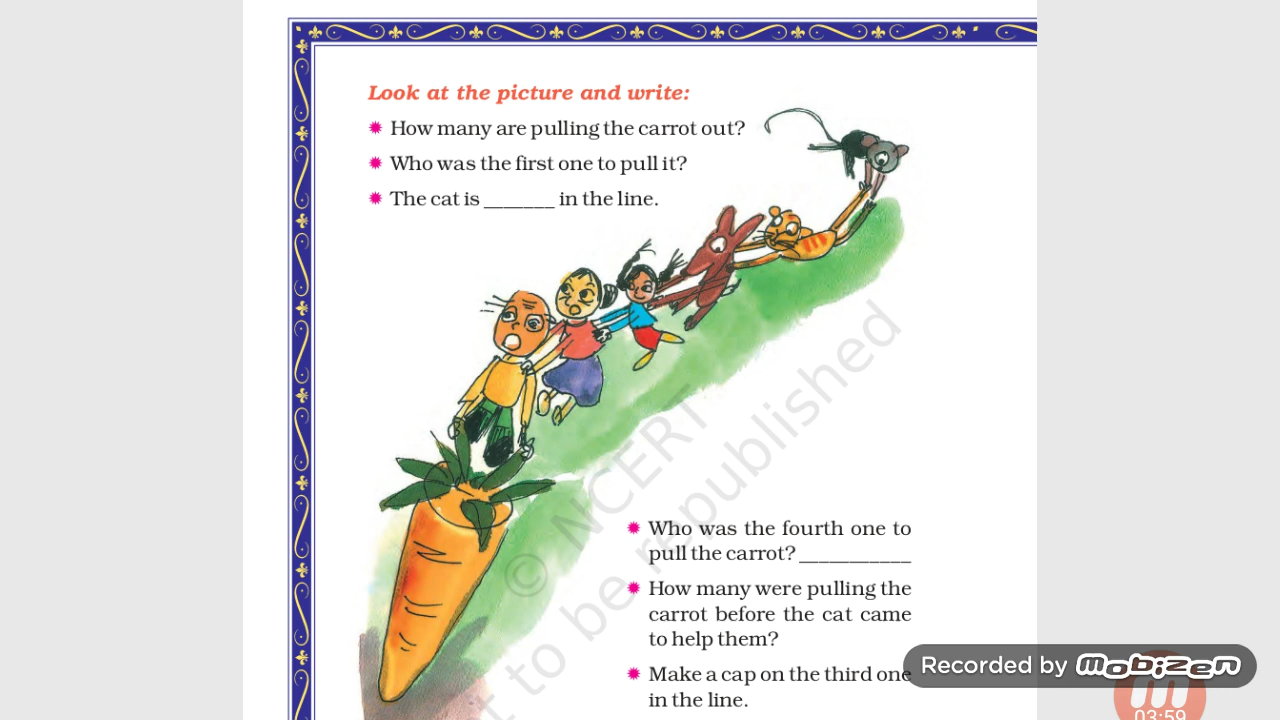 Look at the picture and write:
How many are pulling the carrot out?
Who was the first one to pull it?
The cat is _______ in the line.
© NCERT
t to be republished
Who was the fourth one to
pull the carrot? ___________
How many were pulling the
carrot before the cat came
to help them?
Make a cap on the third one
in the line.
Recorded by Mobizen
03:59